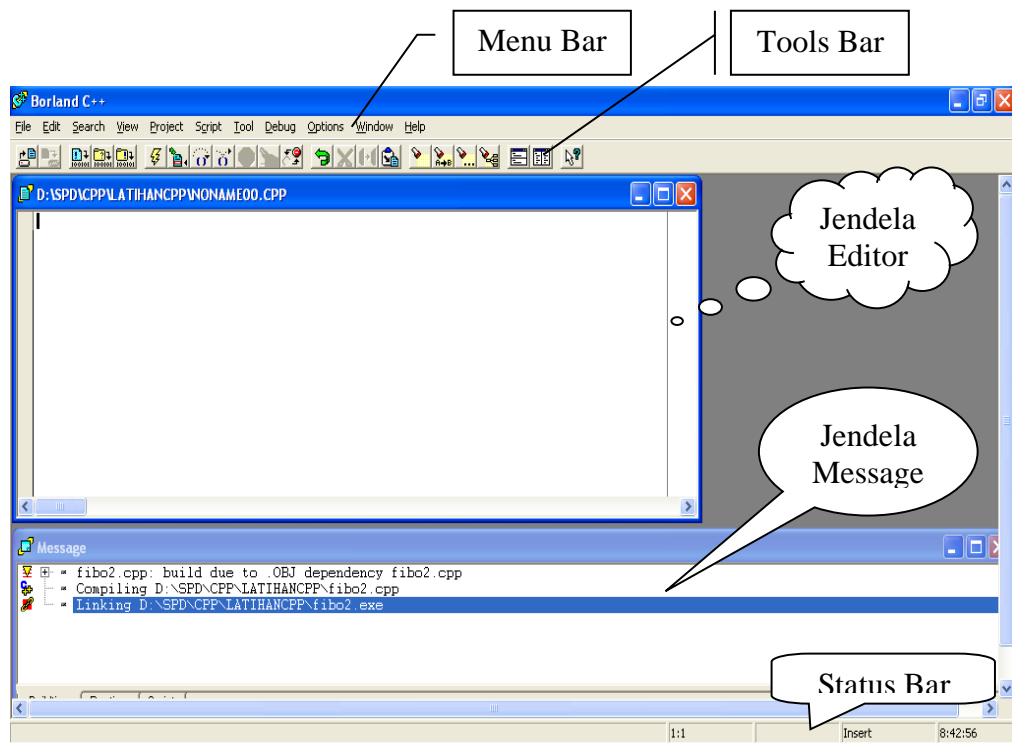 Menu Bar
Tools Bar
Borland C++
File Edit Search View Project Script Tool Debug Options Window Help
D:\SPD\CPP\LATIHANCPP\NONAME00.CPP
Jendela
Editor
Jendela
Message
Message
fibo2.cpp: build due to .OBJ dependency fibo2.cpp
Compiling D:\SPD\CPP\LATIHANCPP\fibo2.cpp
Linking D:\SPD\CPP\LATIHANCPP\fibo2.exe
Status Bar
1:1 Insert 8:42:56